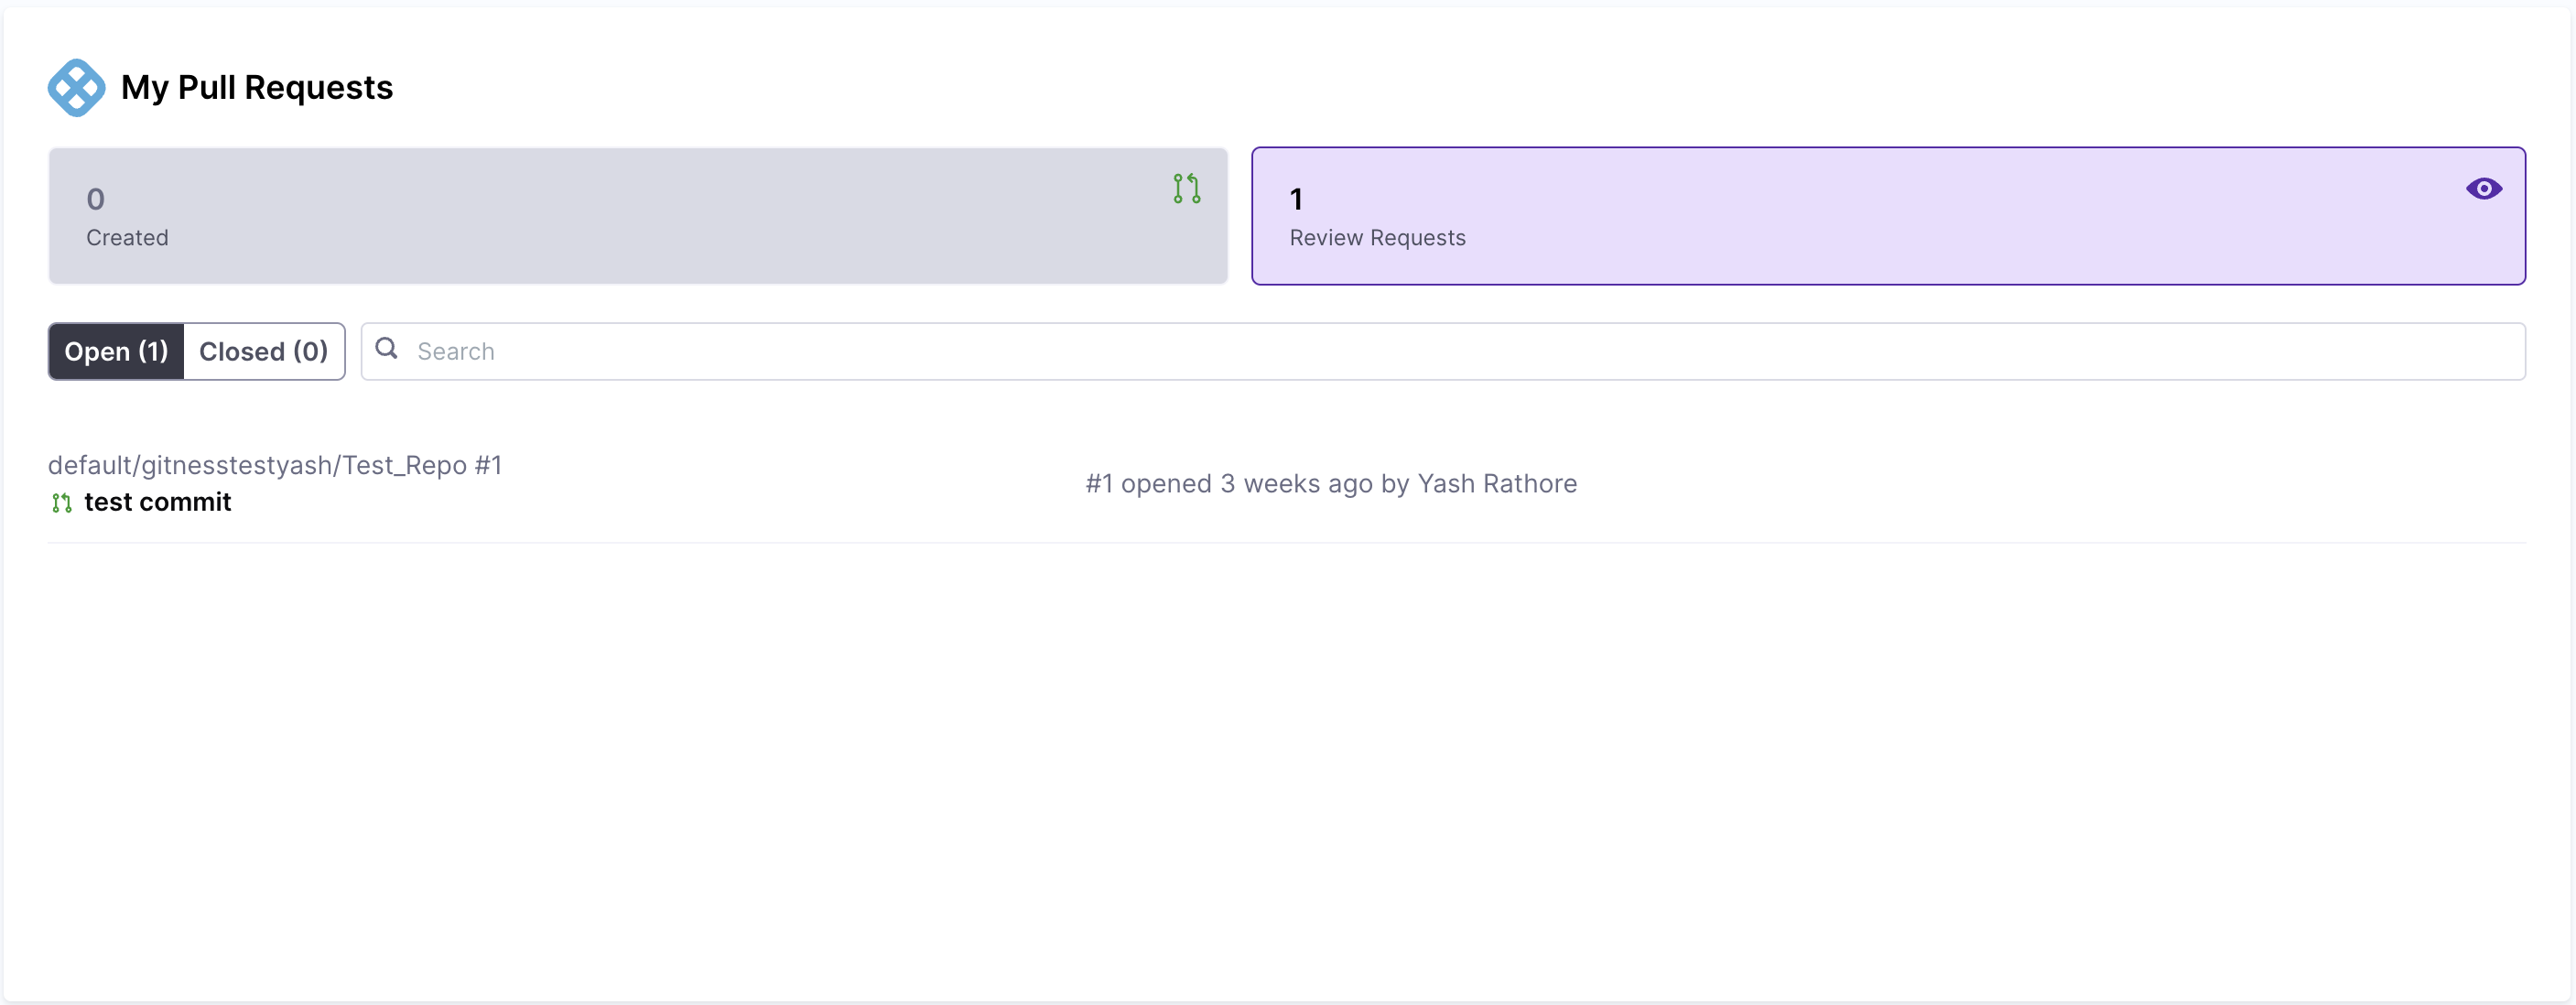 My Pull Requests
0
Created
1
Review Requests
Open (1)
Closed (0)
Search
default/gitnesstestyash/Test_Repo #1
test commit
#1 opened 3 weeks ago by Yash Rathore